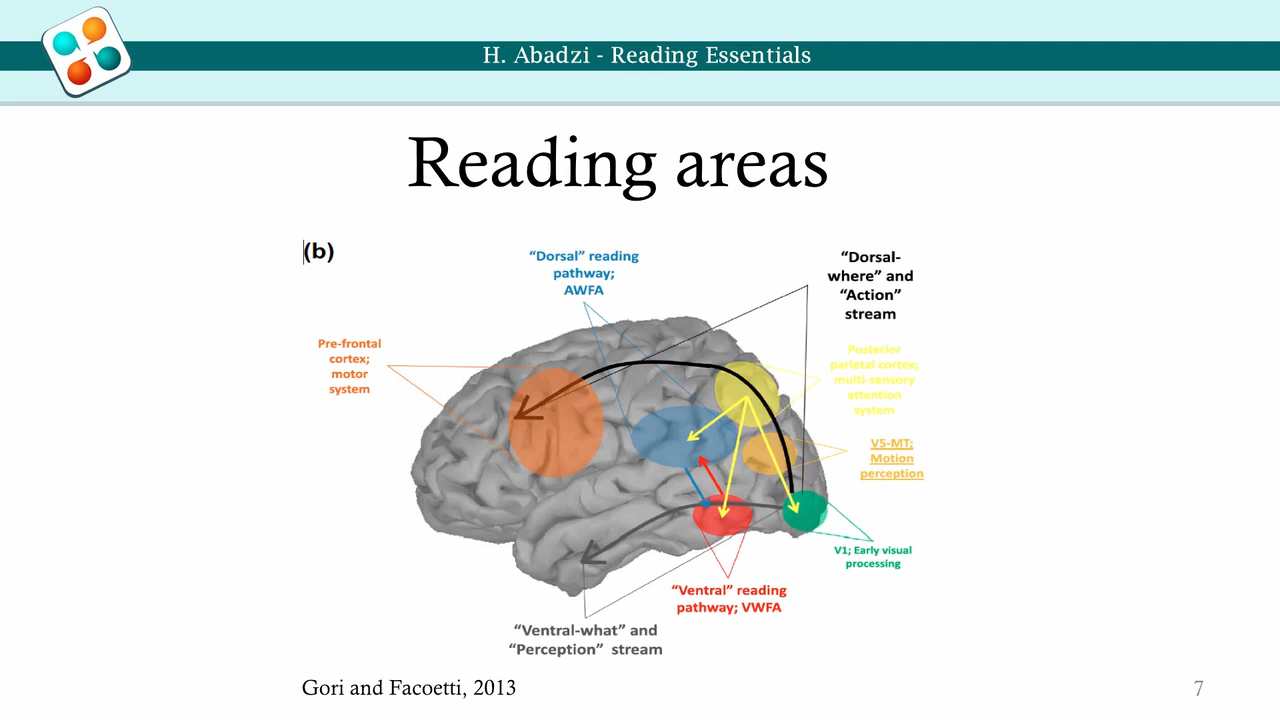 H. Abadzi - Reading Essentials
Reading areas
(b)
“Dorsal” reading
pathway;
AWFA
“Dorsal-
where” and
“Action”
stream
Pre-frontal
cortex;
motor
system
Posterior
parietal cortex;
multi-sensory
attention
system
V5-MT;
Motion
perception
V1; Early visual
processing
“Ventral” reading
pathway; VWFA
“Ventral-what” and
“Perception” stream
Gori and Facoetti, 2013
7